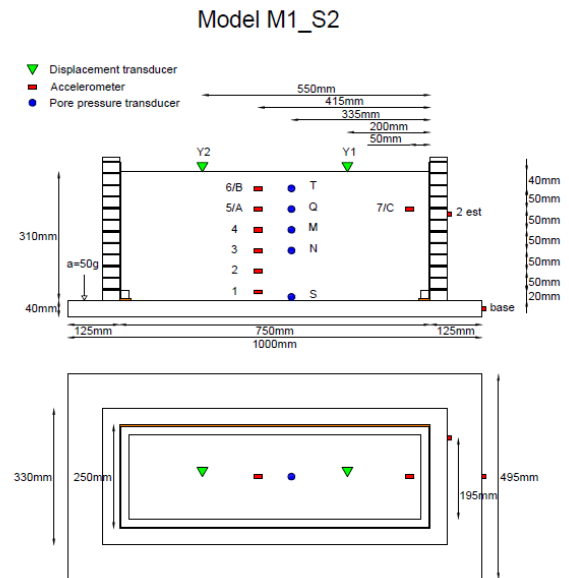 Model M1_S2
Displacement transducer
Accelerometer
Pore pressure transducer
550mm
415mm
335mm
200mm
50mm
Y2
Y1
6/B
T
40mm
50mm
5/A
Q
7/C
2 est
50mm
4
M
310mm
3
N
50mm
a=50g
2
50mm
1
S
50mm
20mm
40mm
base
125mm
750mm
125mm
1000mm
330mm
250mm
495mm
195mm